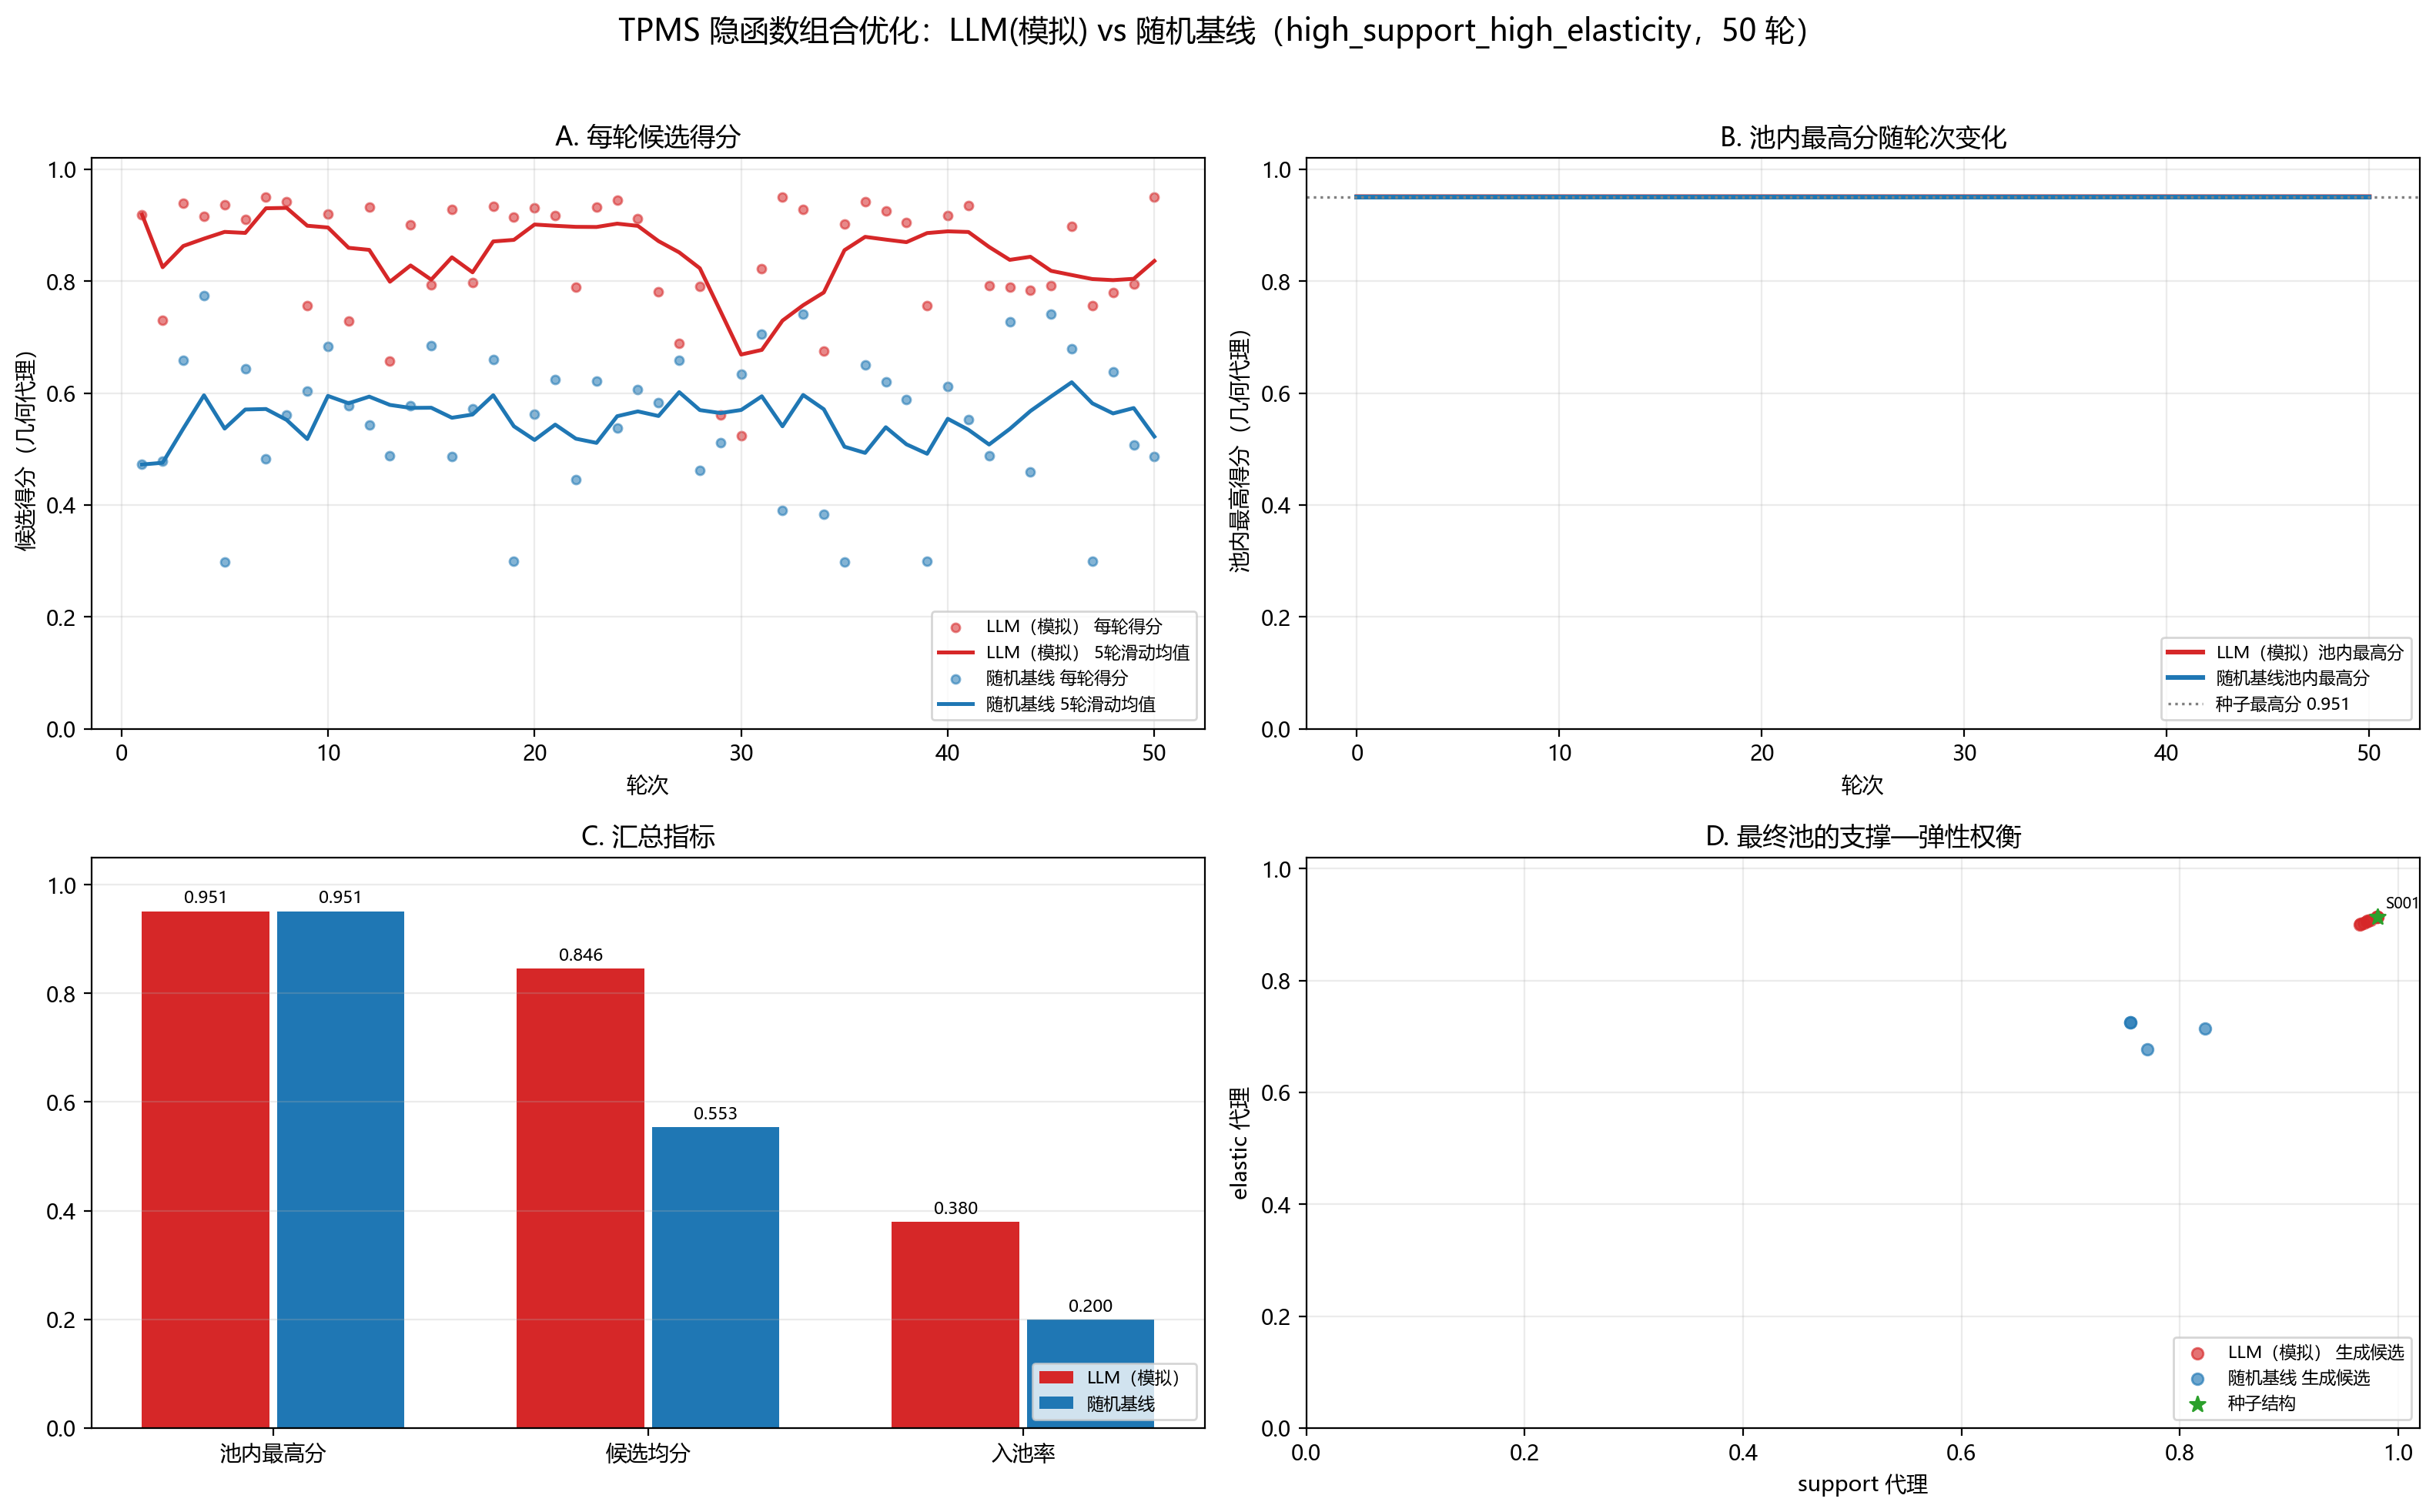 TPMS 隐函数组合优化：LLM(模拟) vs 随机基线（high_support_high_elasticity，50 轮）
A. 每轮候选得分
候选得分（几何代理）
1.0
0.8
0.6
0.4
0.2
0.0
0
10
20
30
40
50
轮次
LLM（模拟） 每轮得分
LLM（模拟） 5轮滑动均值
随机基线 每轮得分
随机基线 5轮滑动均值
B. 池内最高分随轮次变化
池内最高得分（几何代理）
1.0
0.8
0.6
0.4
0.2
0.0
0
10
20
30
40
50
轮次
LLM（模拟）池内最高分
随机基线池内最高分
种子最高分 0.951
C. 汇总指标
1.0
0.8
0.6
0.4
0.2
0.0
0.951
0.951
0.846
0.553
0.380
0.200
池内最高分
候选均分
入池率
LLM（模拟）
随机基线
D. 最终池的支撑—弹性权衡
elastic 代理
1.0
0.8
0.6
0.4
0.2
0.0
S001
0.0
0.2
0.4
0.6
0.8
1.0
support 代理
LLM（模拟） 生成候选
随机基线 生成候选
种子结构